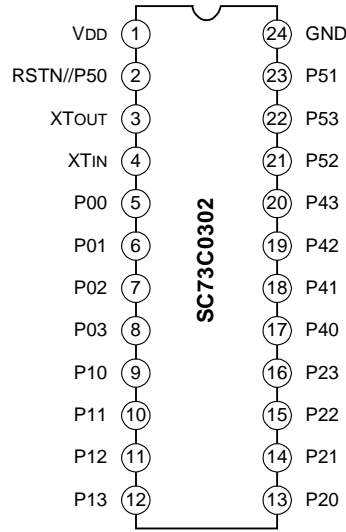 VDD 1 24 GND
RSTN//P50 2 23 P51
XTOUT 3 22 P53
XTIN 4 21 P52
P00 5 20 P43
P01 6 19 P42
P02 7 18 P41
P03 8 17 P40
P10 9 16 P23
P11 10 15 P22
P12 11 14 P21
P13 12 13 P20
SC73C0302